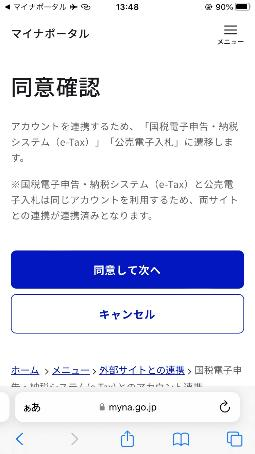 マイナポータル 13:48 90%
マイナポータル
メニュー
同意確認
アカウントを連携するため、「国税電子申告・納税
システム（e-Tax）」「公売電子入札」に遷移しま
す。
※国税電子申告・納税システム（e-Tax）と公売電
子入札は同じアカウントを利用するため、両サイト
との連携が連携済みとなります。
同意して次へ
キャンセル
ホーム > メニュー > 外部サイトとの連携 > 国税電子申
告・納税システム(e-Tax)とのアカウント連携
ぁあ myna.go.jp